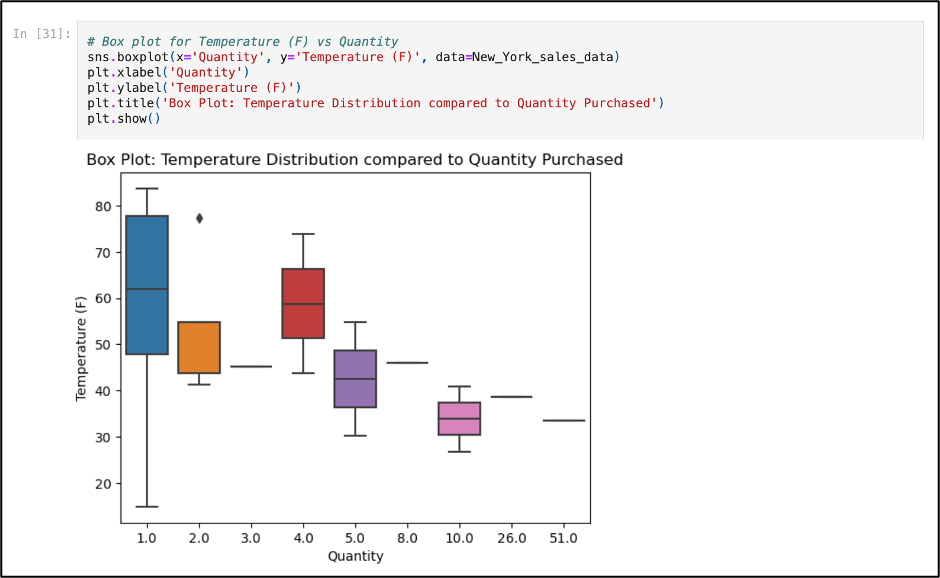 In [31]:
# Box plot for Temperature (F) vs Quantity
sns.boxplot(x='Quantity', y='Temperature (F)', data=New_York_sales_data)
plt.xlabel('Quantity')
plt.ylabel('Temperature (F)')
plt.title('Box Plot: Temperature Distribution compared to Quantity Purchased')
plt.show()
Box Plot: Temperature Distribution compared to Quantity Purchased
Temperature (F)
80
70
60
50
40
30
20
1.0 2.0 3.0 4.0 5.0 8.0 10.0 26.0 51.0
Quantity